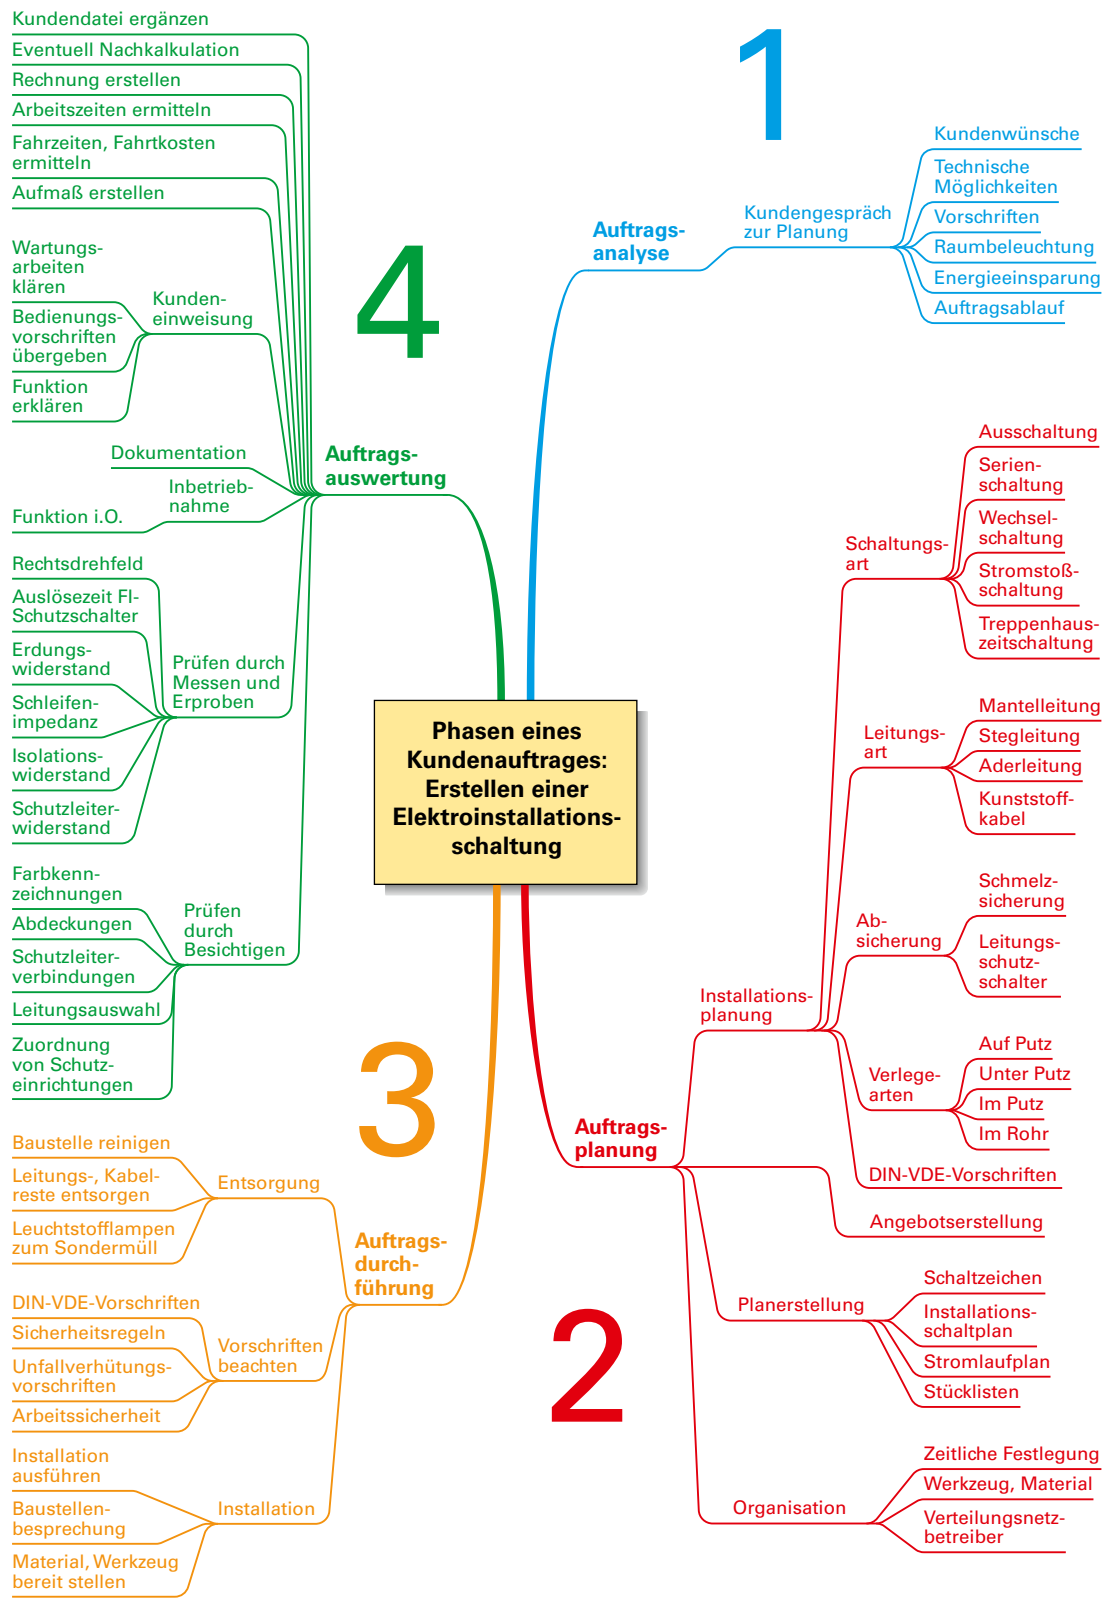 Phasen eines
Kundenauftrages:
Erstellen einer
Elektroinstallations-
schaltung
1
Auftrags-
analyse
Kundengespräch
zur Planung
Kundenwünsche
Technische
Möglichkeiten
Vorschriften
Raumbeleuchtung
Energieeinsparung
Auftragsablauf
2
Auftrags-
planung
Installations-
planung
Schaltungs-
art
Ausschaltung
Serien-
schaltung
Wechsel-
schaltung
Stromstoß-
schaltung
Treppenhaus-
zeitschaltung
Leitungs-
art
Mantelleitung
Stegleitung
Aderleitung
Kunststoff-
kabel
Ab-
sicherung
Schmelz-
sicherung
Leitungs-
schutz-
schalter
Verlege-
arten
Auf Putz
Unter Putz
Im Putz
Im Rohr
DIN-VDE-Vorschriften
Angebotserstellung
Planerstellung
Schaltzeichen
Installations-
schaltplan
Stromlaufplan
Stücklisten
Organisation
Zeitliche Festlegung
Werkzeug, Material
Verteilungsnetz-
betreiber
3
Auftrags-
durch-
führung
Entsorgung
Baustelle reinigen
Leitungs-, Kabel-
reste entsorgen
Leuchtstofflampen
zum Sondermüll
Vorschriften
beachten
DIN-VDE-Vorschriften
Sicherheitsregeln
Unfallverhütungs-
vorschriften
Arbeitssicherheit
Installation
Installation
ausführen
Baustellen-
besprechung
Material, Werkzeug
bereit stellen
4
Auftrags-
auswertung
Kundendatei ergänzen
Eventuell Nachkalkulation
Rechnung erstellen
Arbeitszeiten ermitteln
Fahrzeiten, Fahrtkosten
ermitteln
Aufmaß erstellen
Kunden-
einweisung
Wartungs-
arbeiten
klären
Bedienungs-
vorschriften
übergeben
Funktion
erklären
Dokumentation
Inbetrieb-
nahme
Funktion i.O.
Prüfen durch
Messen und
Erproben
Rechtsdrehfeld
Auslösezeit FI-
Schutzschalter
Erdungs-
widerstand
Schleifen-
impedanz
Isolations-
widerstand
Schutzleiter-
widerstand
Prüfen
durch
Besichtigen
Farbkenn-
zeichnungen
Abdeckungen
Schutzleiter-
verbindungen
Leitungsauswahl
Zuordnung
von Schutz-
einrichtungen